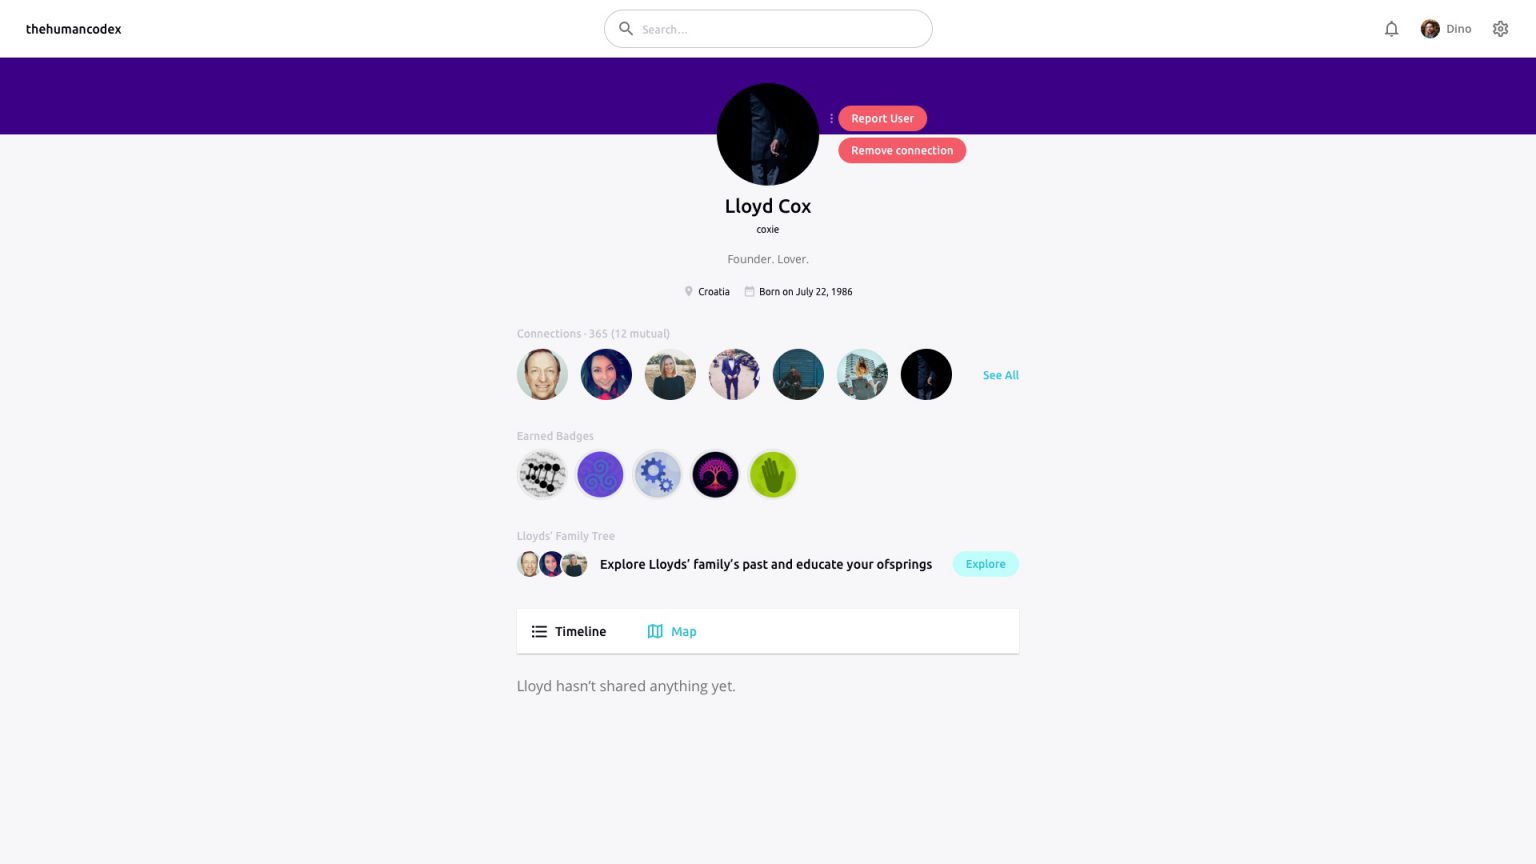 thehumancodex
Search...
Dino
Report User
Remove connection
Lloyd Cox
coxie
Founder. Lover.
Croatia
Born on July 22, 1986
Connections · 365 (12 mutual)
See All
Earned Badges
Lloyds’ Family Tree
Explore Lloyds’ family’s past and educate your ofsprings
Explore
Timeline
Map
Lloyd hasn’t shared anything yet.